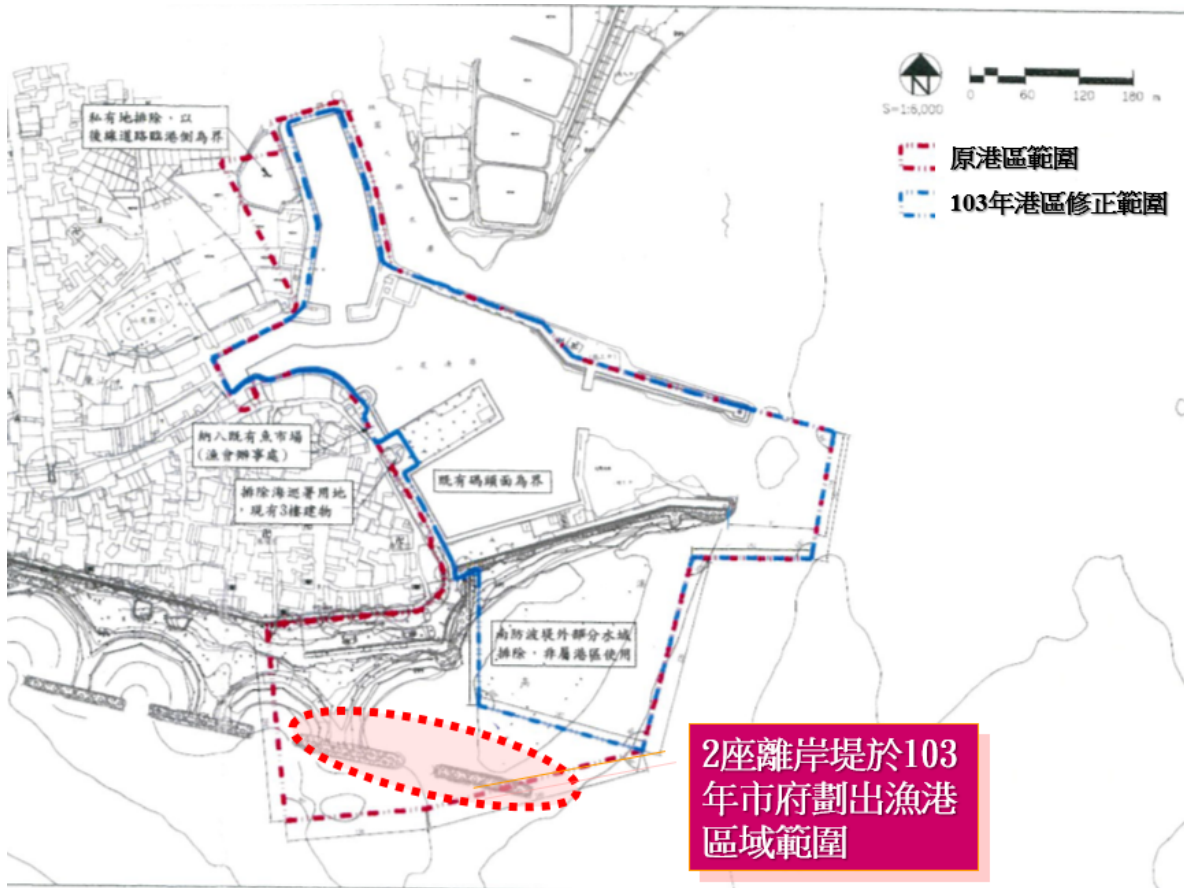 私有地排除，以
後緣道路臨港側為界
N
S=1:6,000
0 60 120 180 m
原港區範圍
103年港區修正範圍
納入既有魚市場
(漁會辦事處)
既有碼頭面為界
排除海巡署用地
，現有3樓建物
南防波堤外部分水域
排除，非屬港區使用
2座離岸堤於103
年市府劃出漁港
區域範圍